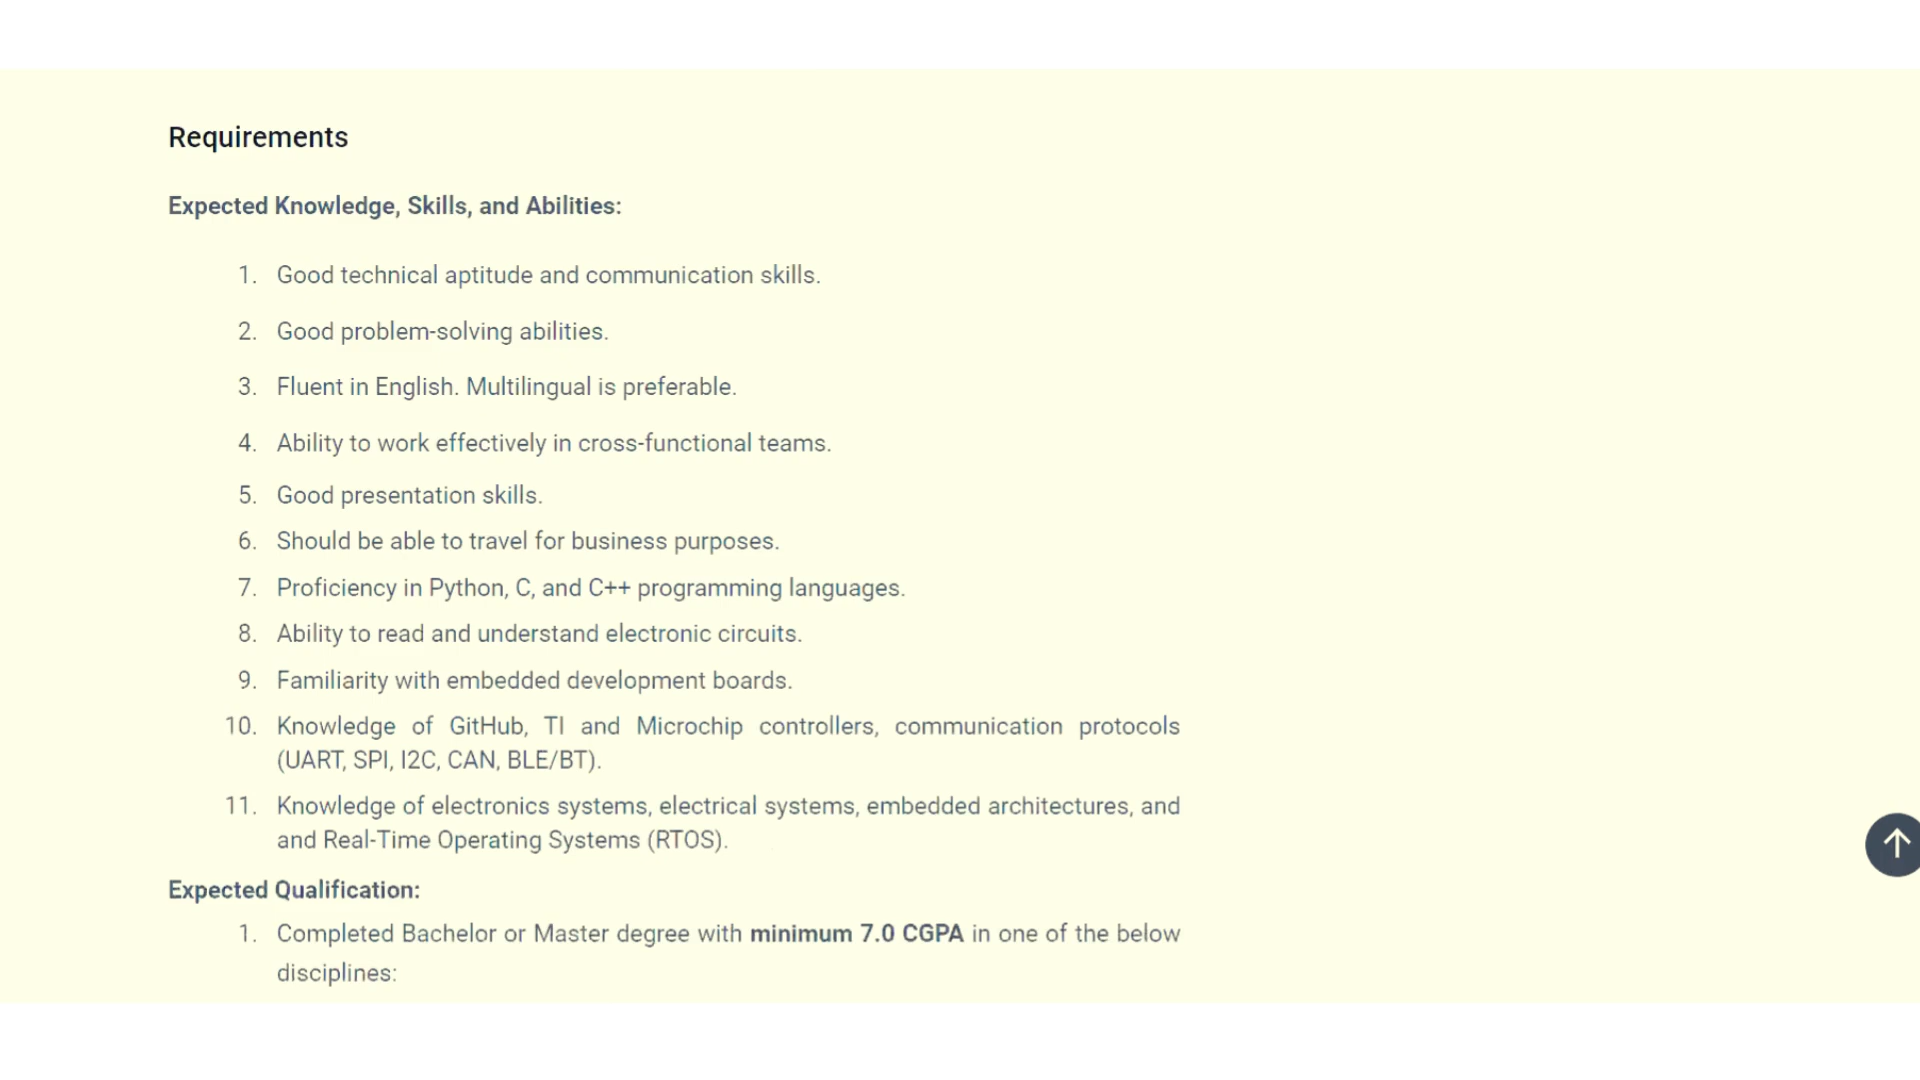 Requirements
Expected Knowledge, Skills, and Abilities:
1. Good technical aptitude and communication skills.
2. Good problem-solving abilities.
3. Fluent in English. Multilingual is preferable.
4. Ability to work effectively in cross-functional teams.
5. Good presentation skills.
6. Should be able to travel for business purposes.
7. Proficiency in Python, C, and C++ programming languages.
8. Ability to read and understand electronic circuits.
9. Familiarity with embedded development boards.
10. Knowledge of GitHub, TI and Microchip controllers, communication protocols
(UART, SPI, I2C, CAN, BLE/BT).
11. Knowledge of electronics systems, electrical systems, embedded architectures, and
and Real-Time Operating Systems (RTOS).
Expected Qualification:
1. Completed Bachelor or Master degree with minimum 7.0 CGPA in one of the below
disciplines: